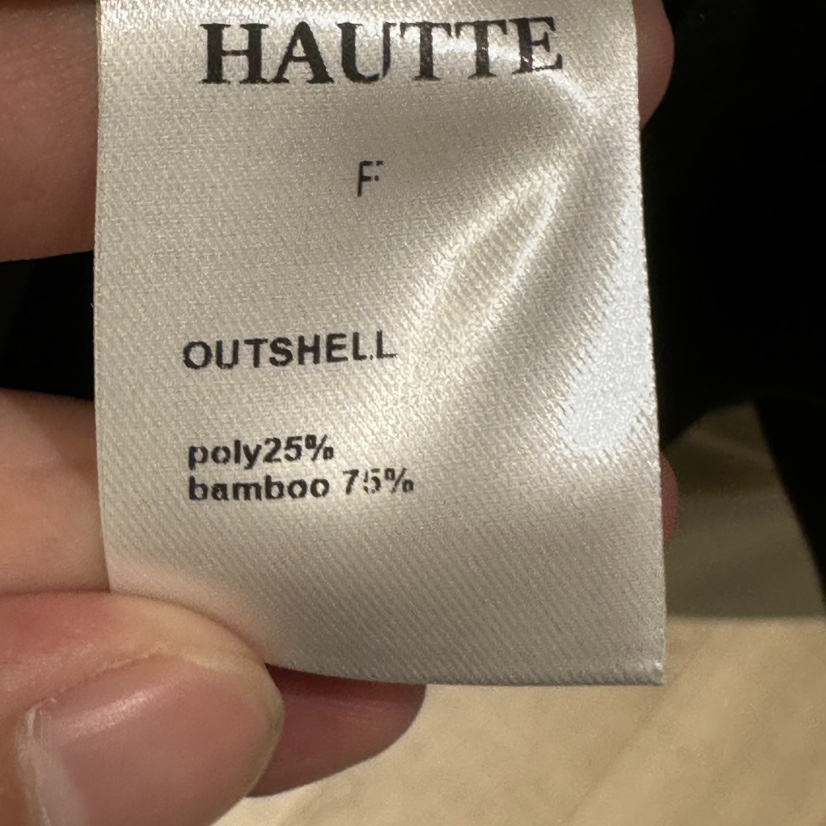 HAUTTE
F
OUTSHELL
poly25%
bamboo 75%